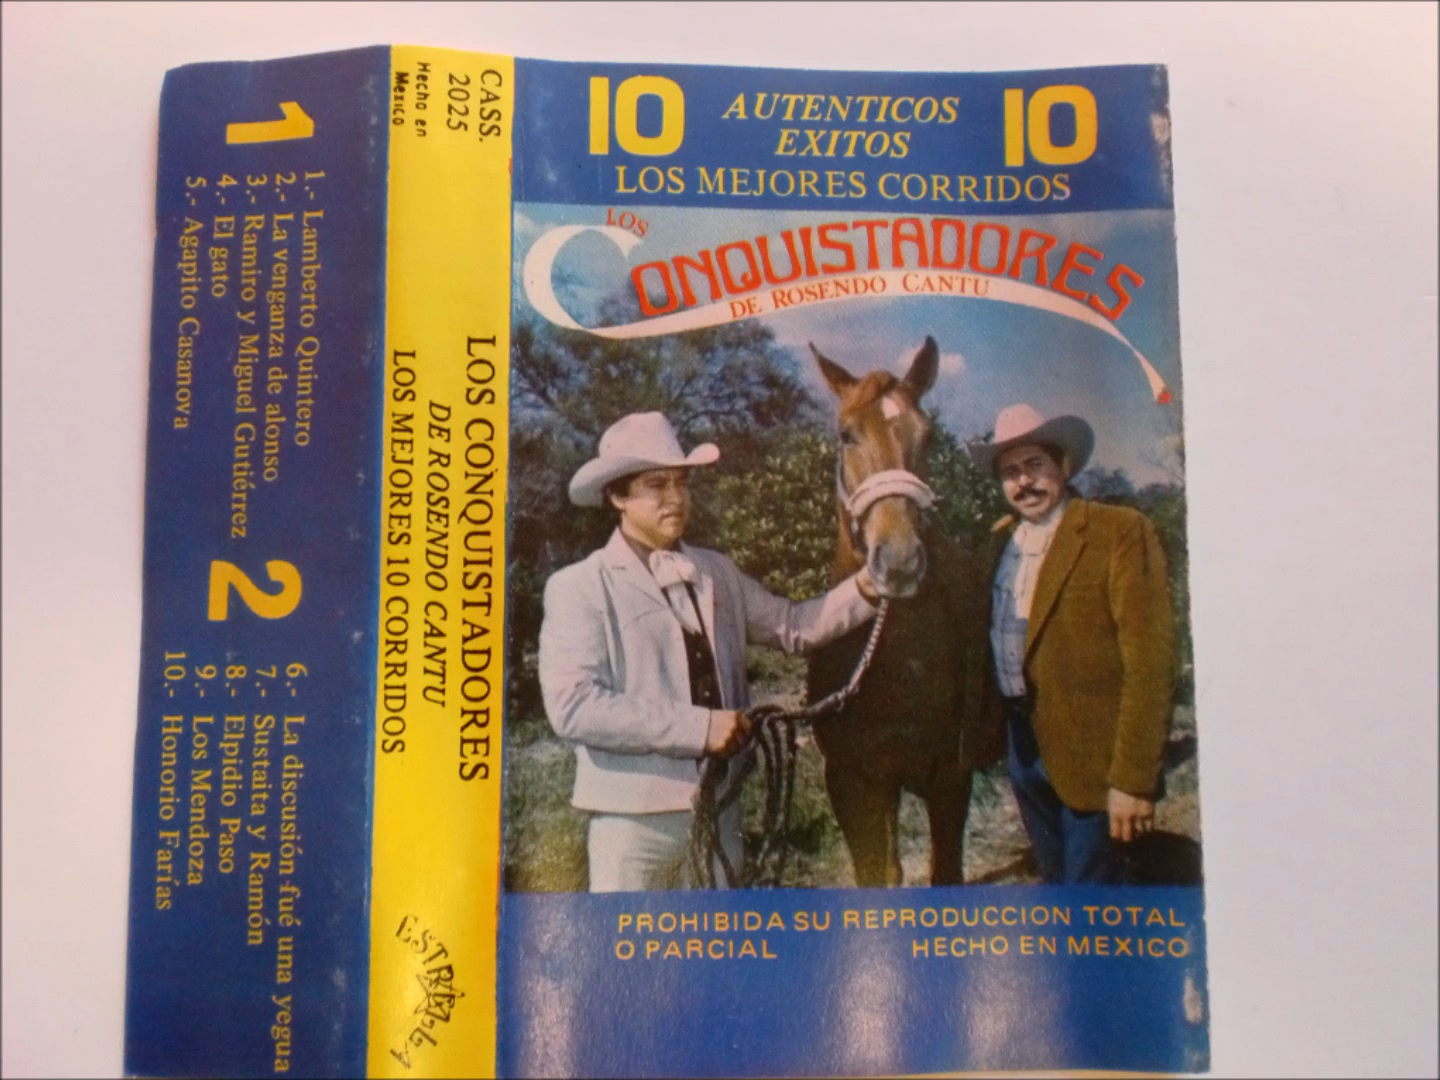 1
1.- Lamberto Quintero
2.- La venganza de alonso
3.- Ramiro y Miguel Gutiérrez
4.- El gato
5.- Agapito Casanova
2
6.- La discusión fué una yegua
7.- Sustaita y Ramón
8.- Elpidio Paso
9.- Los Mendoza
10.- Honorio Farías
CASS.
2025
Hecho en
Mexico
LOS CONQUISTADORES
DE ROSENDO CANTU
LOS MEJORES 10 CORRIDOS
ESTRELLA
10 AUTENTICOS 10
EXITOS
LOS MEJORES CORRIDOS
LOS
CONQUISTADORES
DE ROSENDO CANTU
PROHIBIDA SU REPRODUCCION TOTAL
O PARCIAL HECHO EN MEXICO